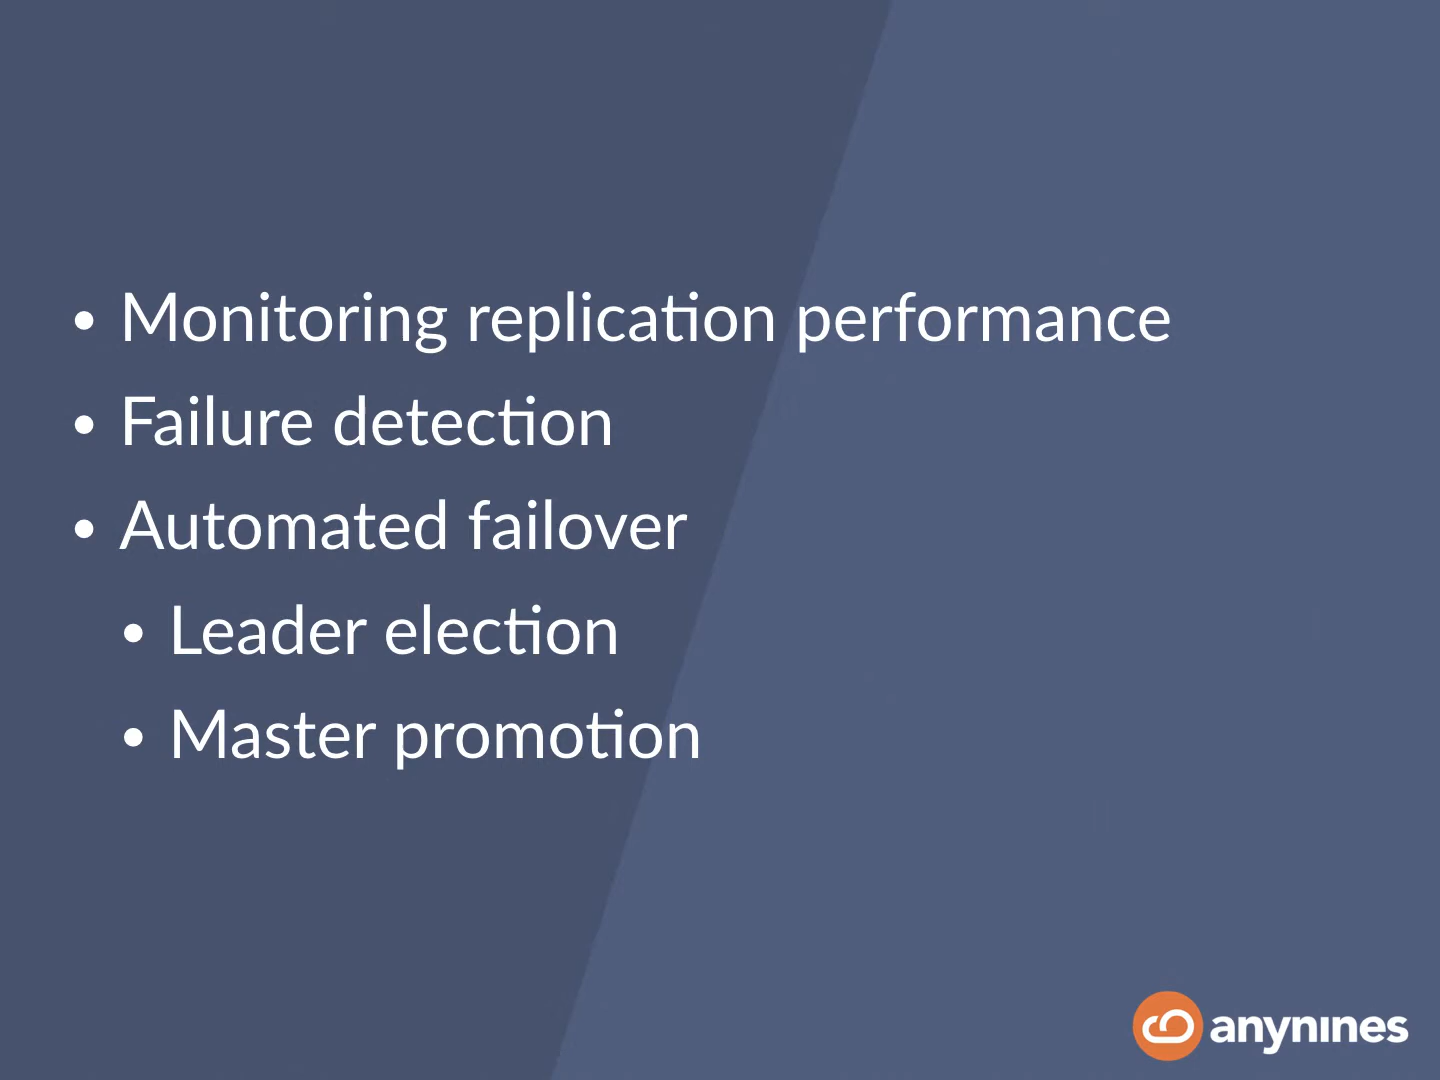 • Monitoring replication performance
• Failure detection
• Automated failover
• Leader election
• Master promotion
anynines